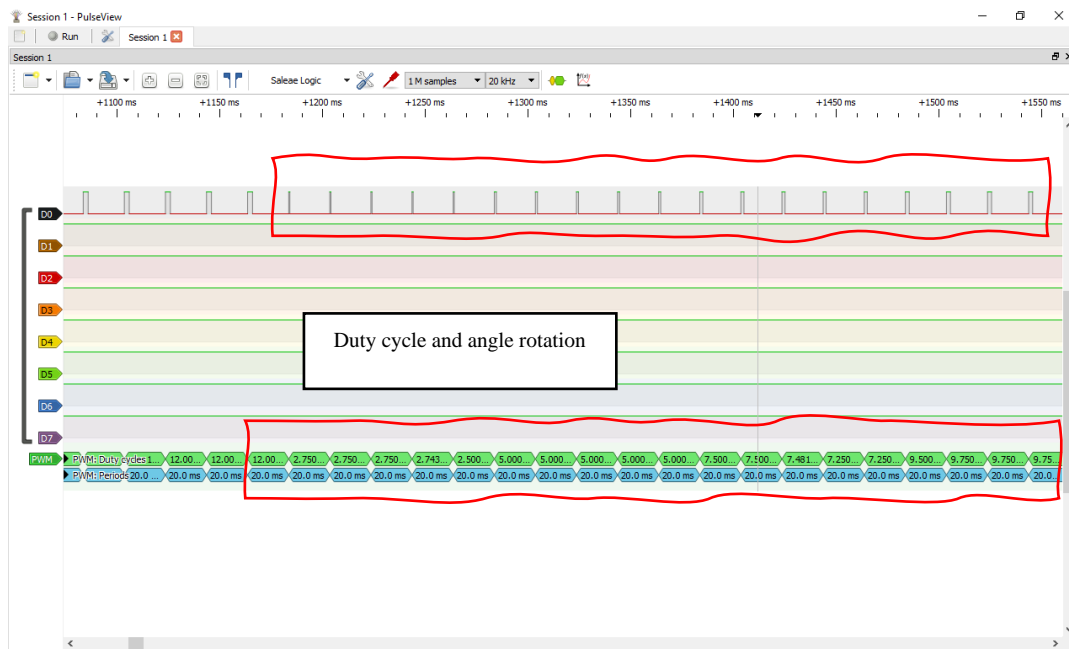 Session 1 - PulseView
Run Session 1
Session 1
Saleae Logic 1 M samples 20 kHz
+1100 ms +1150 ms +1200 ms +1250 ms +1300 ms +1350 ms +1400 ms +1450 ms +1500 ms +1550 ms
D0
D1
D2
D3
Duty cycle and angle rotation
D4
D5
D6
D7
PWM PWM: Duty cycles 1... 12.00... 12.00... 12.00... 2.750... 2.750... 2.750... 2.743... 2.500... 5.000... 5.000... 5.000... 5.000... 5.000... 7.500... 7.500... 7.481... 7.250... 7.250... 9.500... 9.750... 9.750... 9.75...
PWM: Periods 20.0 ... 20.0 ms 20.0 ms 20.0 ms 20.0 ms 20.0 ms 20.0 ms 20.0 ms 20.0 ms 20.0 ms 20.0 ms 20.0 ms 20.0 ms 20.0 ms 20.0 ms 20.0 ms 20.0 ms 20.0 ms 20.0 ms 20.0 ms 20.0 ms 20.0 ms 20.0...